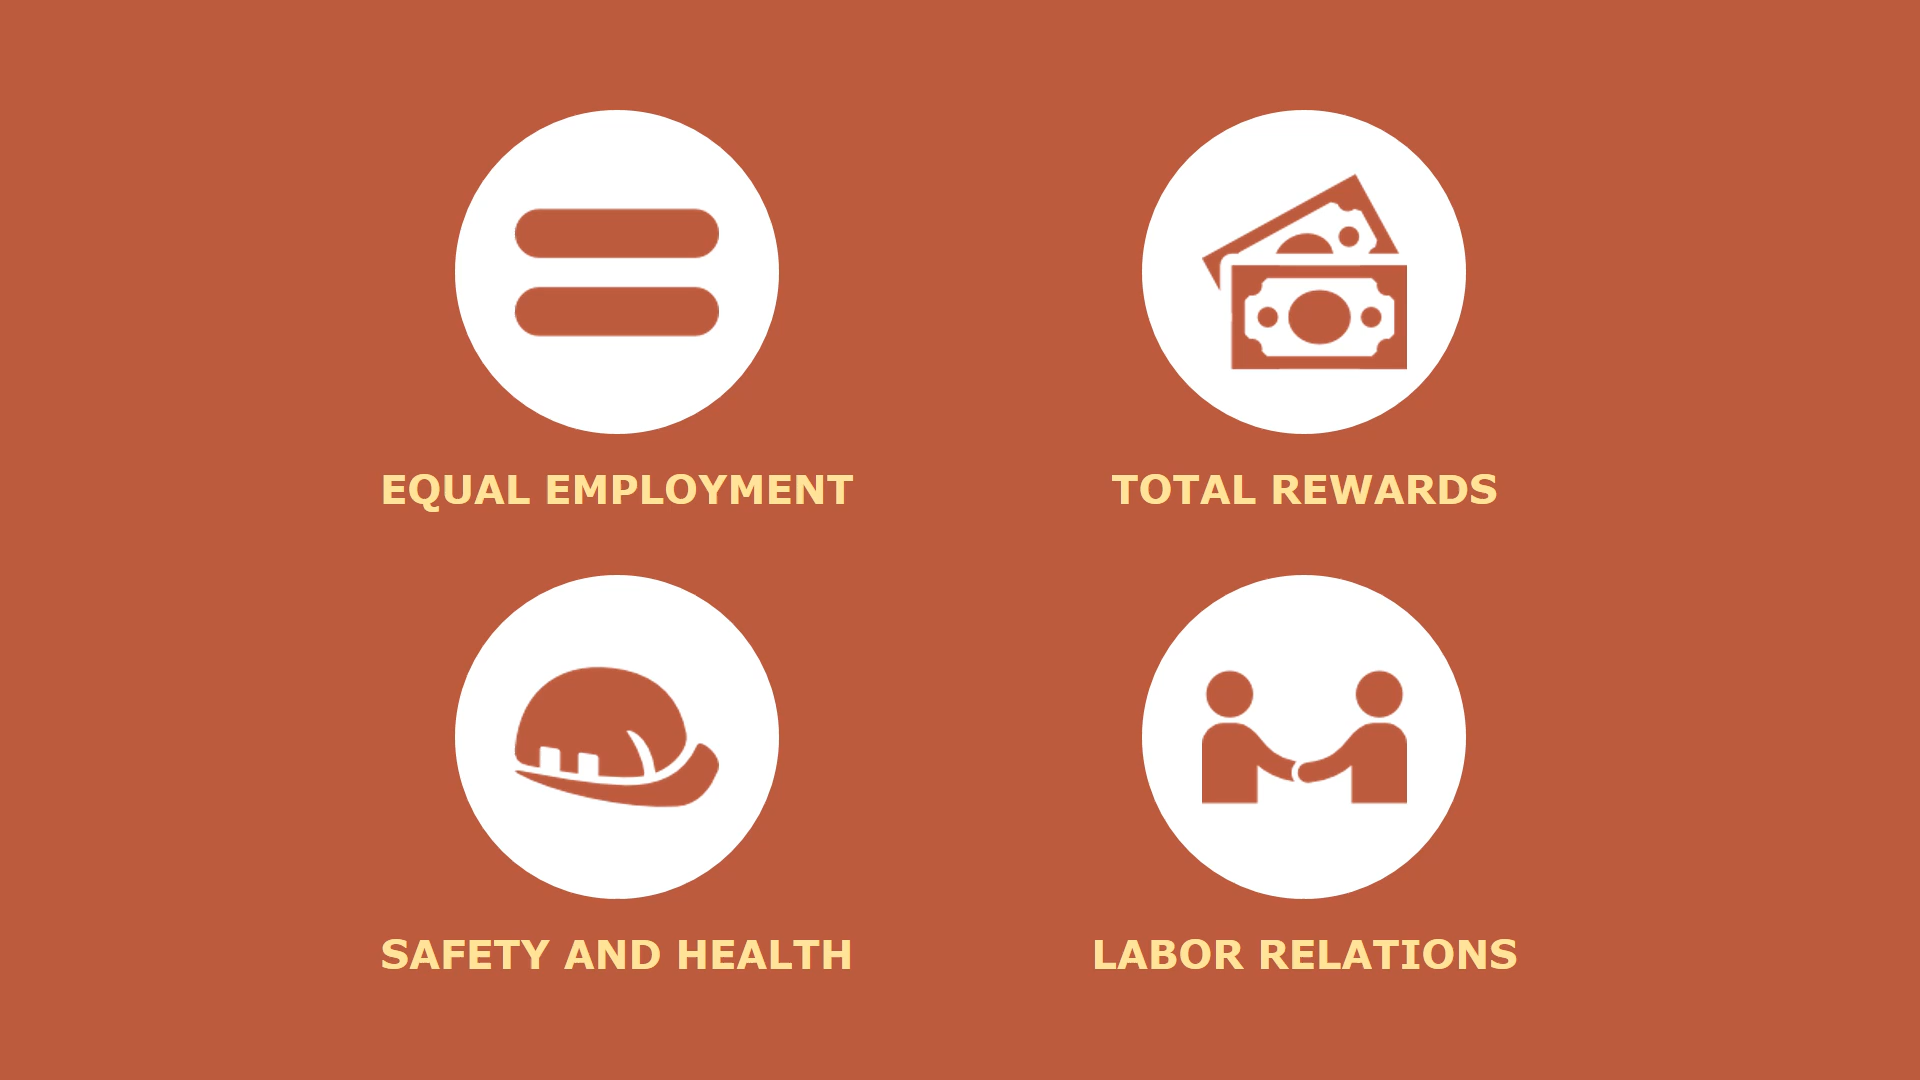 EQUAL EMPLOYMENT
TOTAL REWARDS
SAFETY AND HEALTH
LABOR RELATIONS